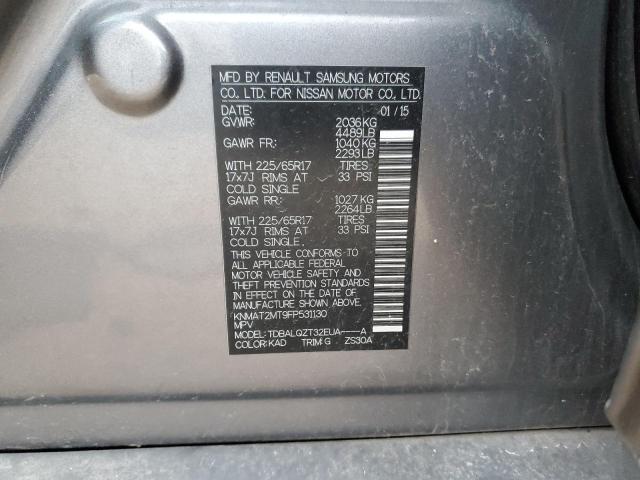 MFD BY RENAULT SAMSUNG MOTORS
CO., LTD. FOR NISSAN MOTOR CO., LTD.
DATE: 01 / 15
GVWR: 2036KG
4489LB
GAWR FR: 1040 KG
2293LB
WITH 225/65R17 TIRES
17x7J RIMS AT 33 PSI
COLD SINGLE
GAWR RR: 1027 KG
2264LB
WITH 225/65R17 TIRES
17x7J RIMS AT 33 PSI
COLD SINGLE.
THIS VEHICLE CONFORMS TO
ALL APPLICABLE FEDERAL
MOTOR VEHICLE SAFETY AND
THEFT PREVENTION STANDARDS
IN EFFECT ON THE DATE OF
MANUFACTURE SHOWN ABOVE.
KNMAT2MT9FP531130
MPV
MODEL: TDBALQZT32EUA----A
COLOR:KAD TRIM:G ZS30A